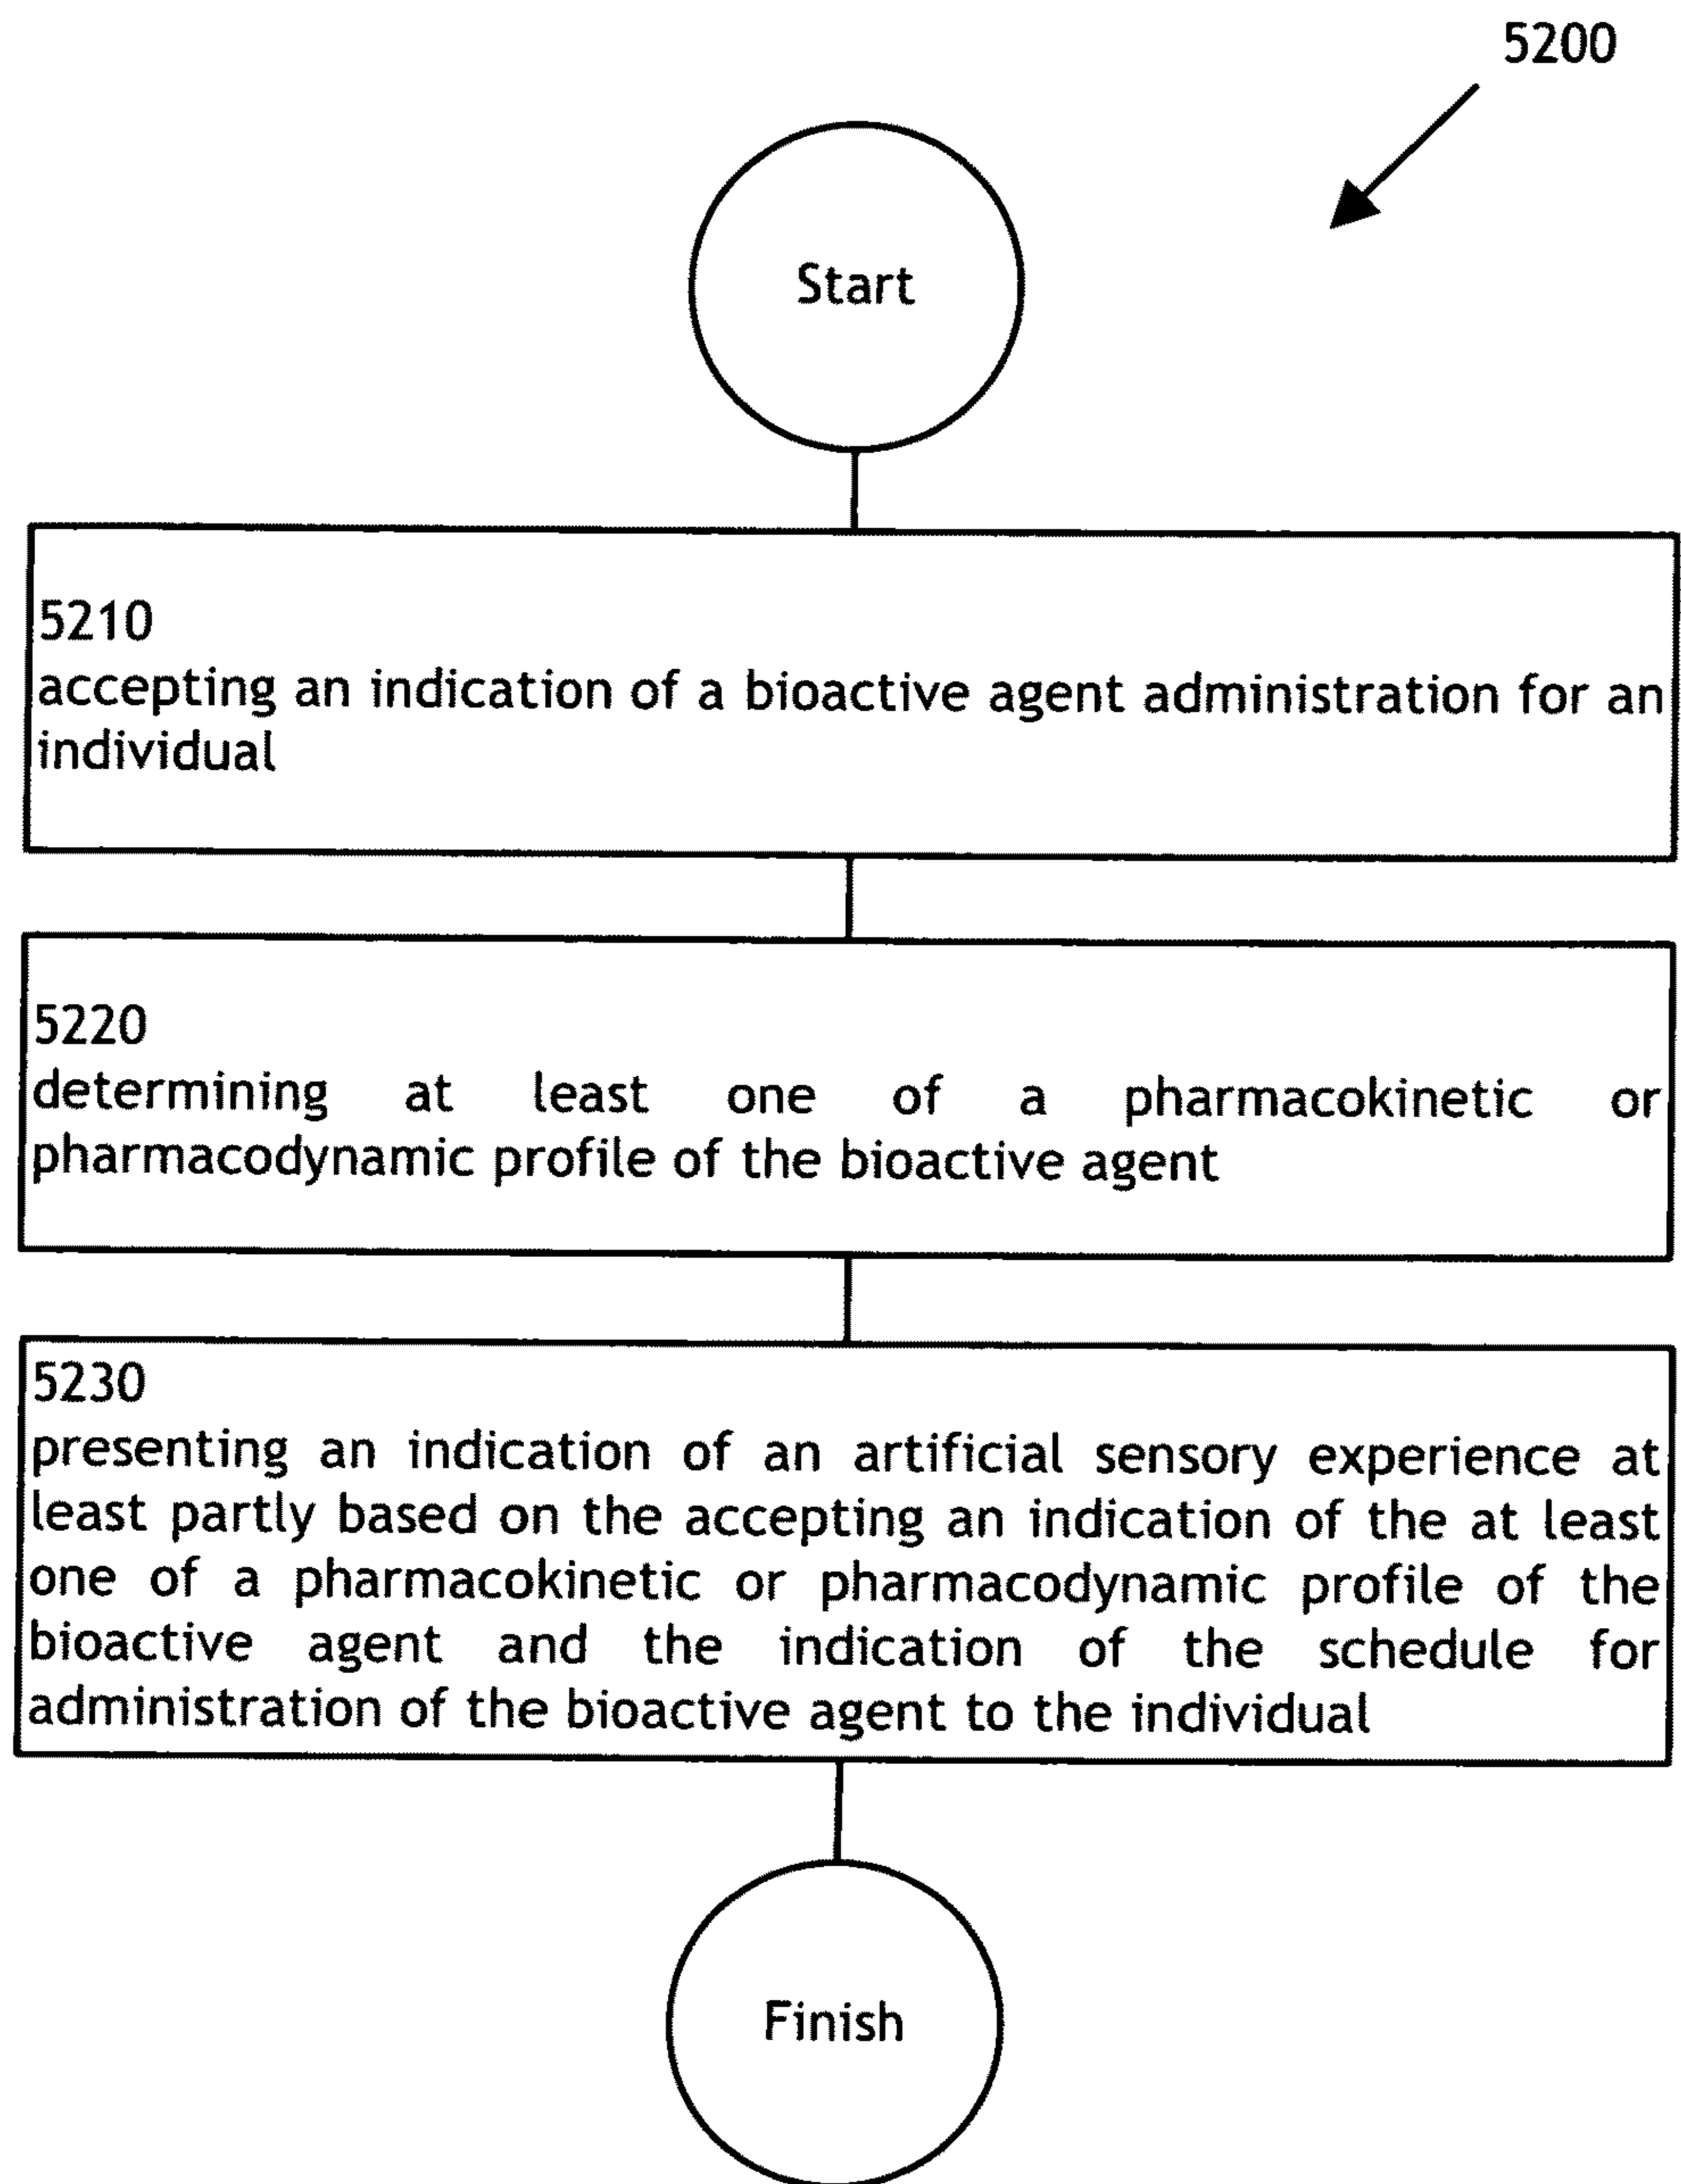 5200
Start
5210
accepting an indication of a bioactive agent administration for an
individual
5220
determining at least one of a pharmacokinetic or
pharmacodynamic profile of the bioactive agent
5230
presenting an indication of an artificial sensory experience at
least partly based on the accepting an indication of the at least
one of a pharmacokinetic or pharmacodynamic profile of the
bioactive agent and the indication of the schedule for
administration of the bioactive agent to the individual
Finish